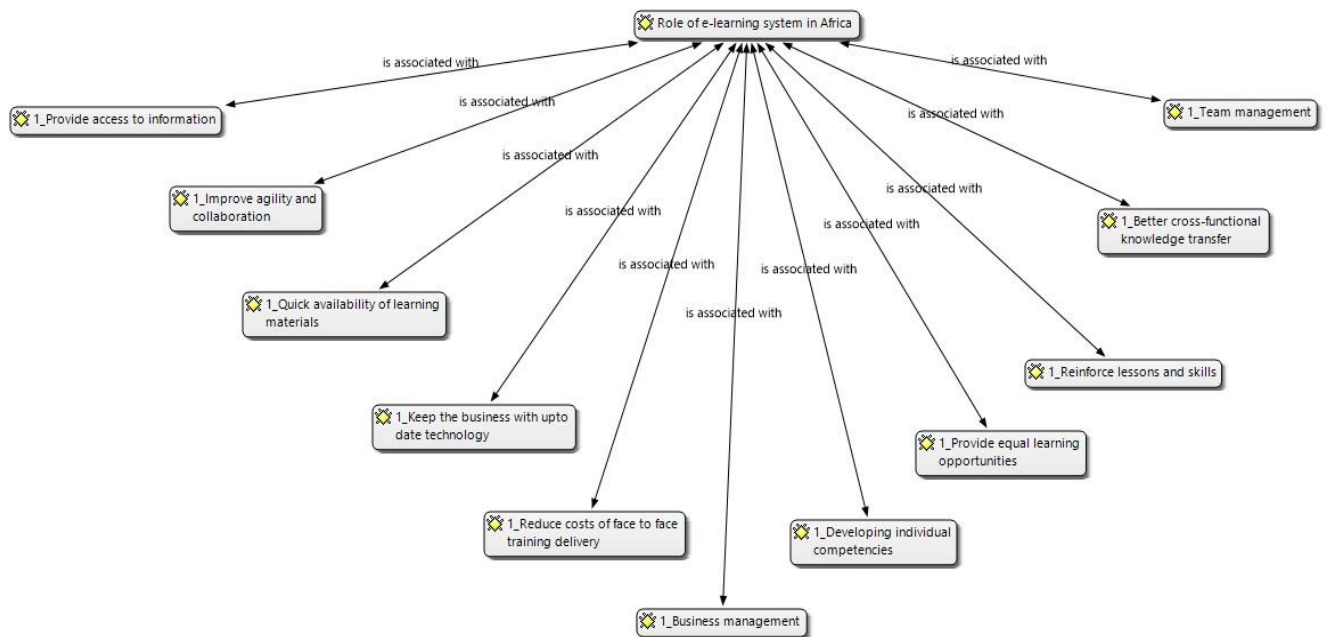 Role of e-learning system in Africa
is associated with
is associated with
is associated with
is associated with
is associated with
is associated with
is associated with
is associated with
is associated with
is associated with
is associated with
1_Provide access to information
1_Team management
1_Improve agility and
collaboration
1_Better cross-functional
knowledge transfer
1_Quick availability of learning
materials
1_Reinforce lessons and skills
1_Keep the business with upto
date technology
1_Provide equal learning
opportunities
1_Reduce costs of face to face
training delivery
1_Developing individual
competencies
1_Business management